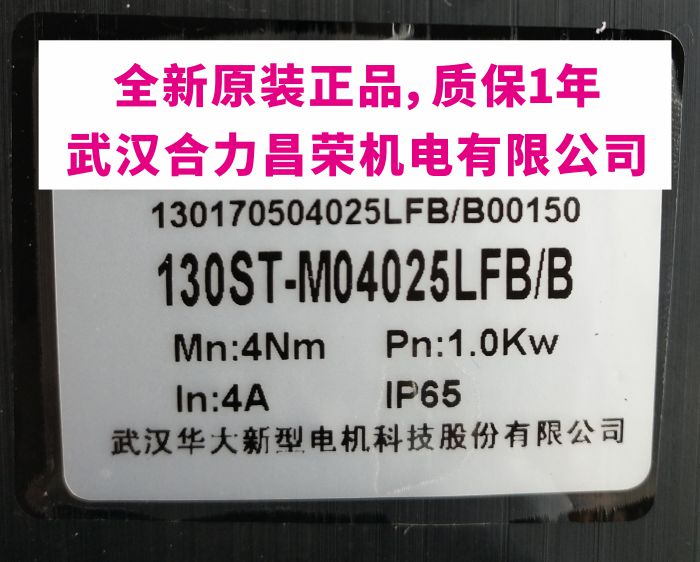 全新原装正品，质保1年
武汉合力昌荣机电有限公司
130170504025LFB/B00150
130ST-M04025LFB/B
Mn:4Nm Pn:1.0Kw
In:4A IP65
武汉华大新型电机科技股份有限公司